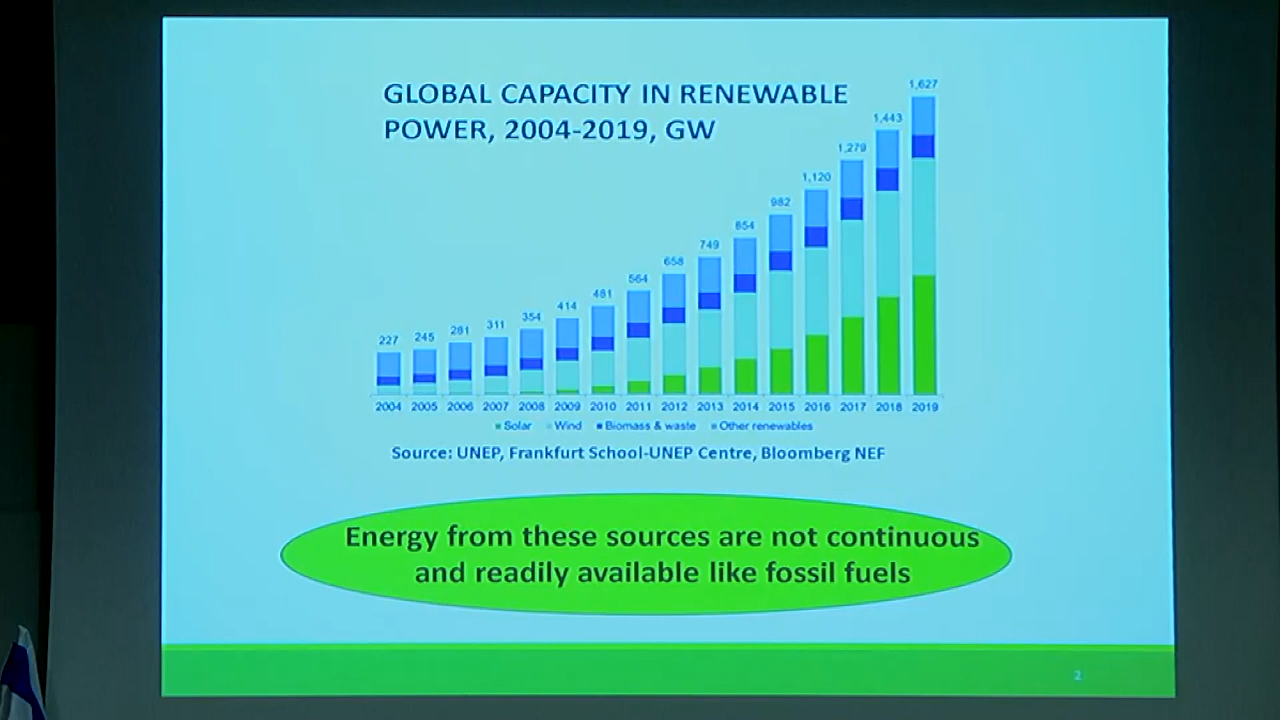 GLOBAL CAPACITY IN RENEWABLE
POWER, 2004-2019, GW
227 245 281 311 354 414 481 564 658 749 854 982 1,120 1,279 1,443 1,627
2004 2005 2006 2007 2008 2009 2010 2011 2012 2013 2014 2015 2016 2017 2018 2019
Solar Wind Biomass & waste Other renewables
Source: UNEP, Frankfurt School-UNEP Centre, Bloomberg NEF
Energy from these sources are not continuous
and readily available like fossil fuels
2